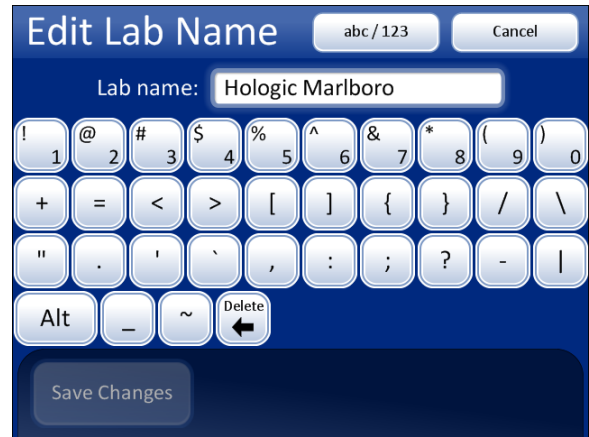 Edit Lab Name abc / 123 Cancel
Lab name: Hologic Marlboro
! 1 @ 2 # 3 $ 4 % 5 ^ 6 & 7 * 8 ( 9 ) 0
+ = < > [ ] { } / \
" . ' ` , : ; ? - |
Alt _ ~ Delete
Save Changes